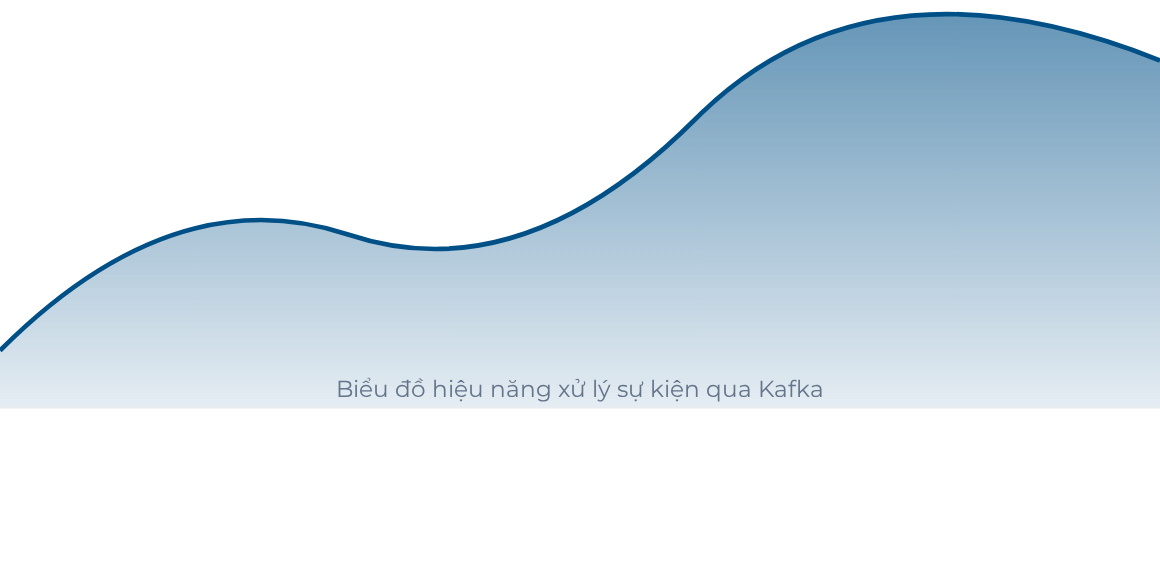 Biểu đồ hiệu năng xử lý sự kiện qua Kafka